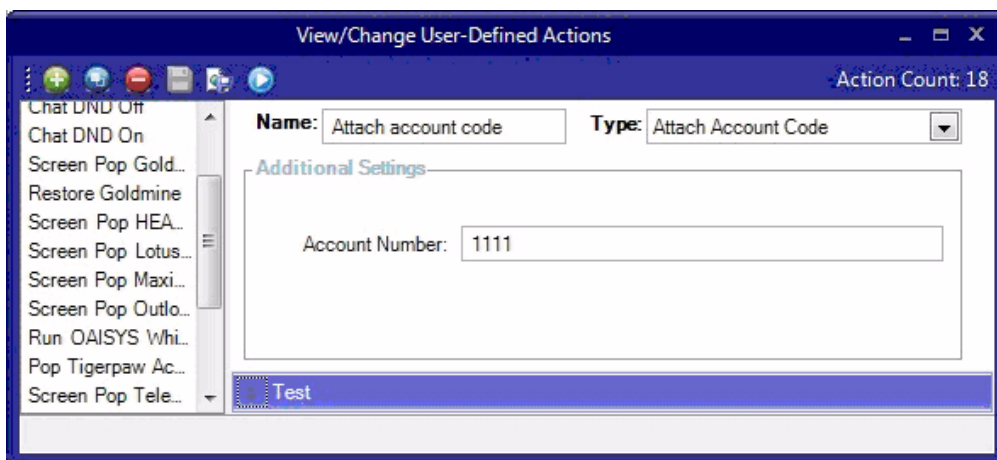 View/Change User-Defined Actions
Action Count: 18
Chat DND Off
Chat DND On
Screen Pop Gold...
Restore Goldmine
Screen Pop HEA...
Screen Pop Lotus...
Screen Pop Maxi...
Screen Pop Outlo...
Run OAISYS Whi...
Pop Tigerpaw Ac...
Screen Pop Tele...
Name: Attach account code Type: Attach Account Code
Additional Settings
Account Number: 1111
Test